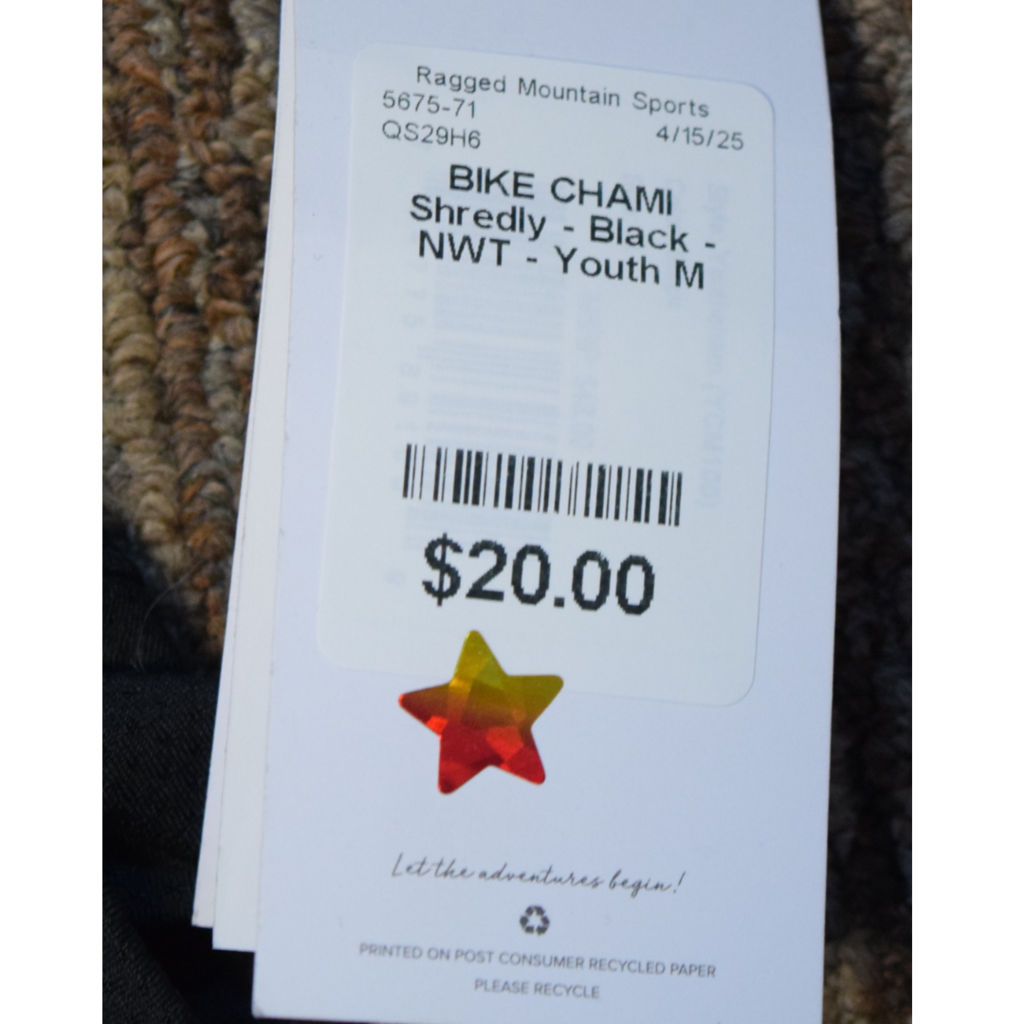 Ragged Mountain Sports
5675-71
QS29H6 4/15/25
BIKE CHAMI
Shredly - Black -
NWT - Youth M
$20.00
Let the adventures begin!
PRINTED ON POST CONSUMER RECYCLED PAPER
PLEASE RECYCLE